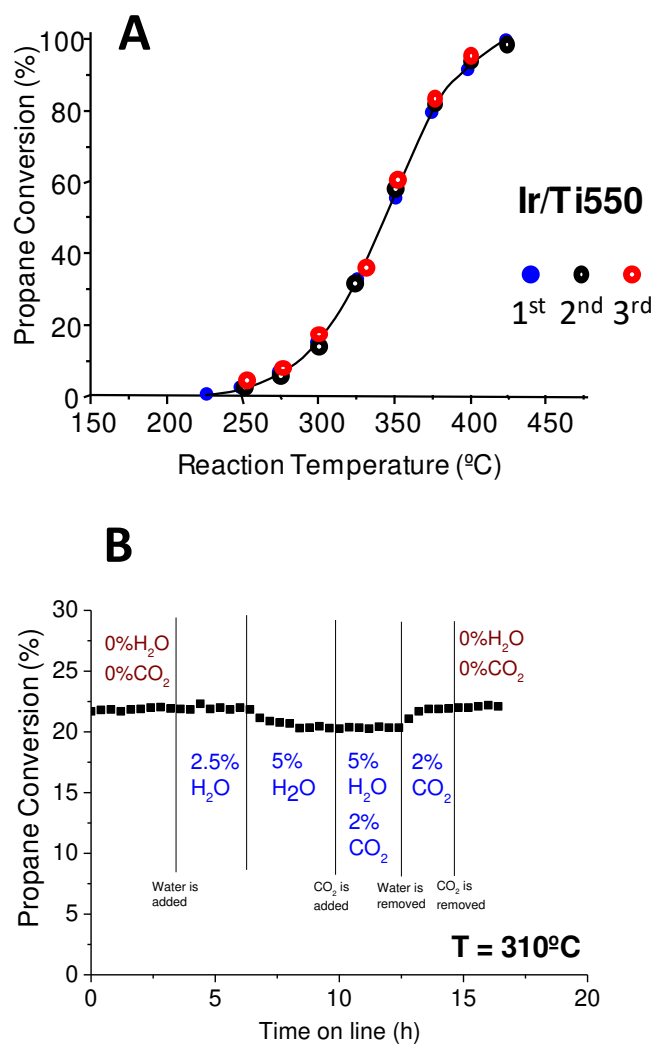 A
100
80
60
40
20
0
Propane Conversion (%)
150 200 250 300 350 400 450
Reaction Temperature (ºC)
Ir/Ti550
1st 2nd 3rd
B
30
25
20
15
10
5
0
Propane Conversion (%)
0%H₂O
0%CO₂
0%H₂O
0%CO₂
2.5%
H₂O
5%
H2O
5%
H₂O
2%
CO₂
2%
CO₂
Water is
added
CO₂ is
added
Water is
removed
CO₂ is
removed
T = 310ºC
0 5 10 15 20
Time on line (h)